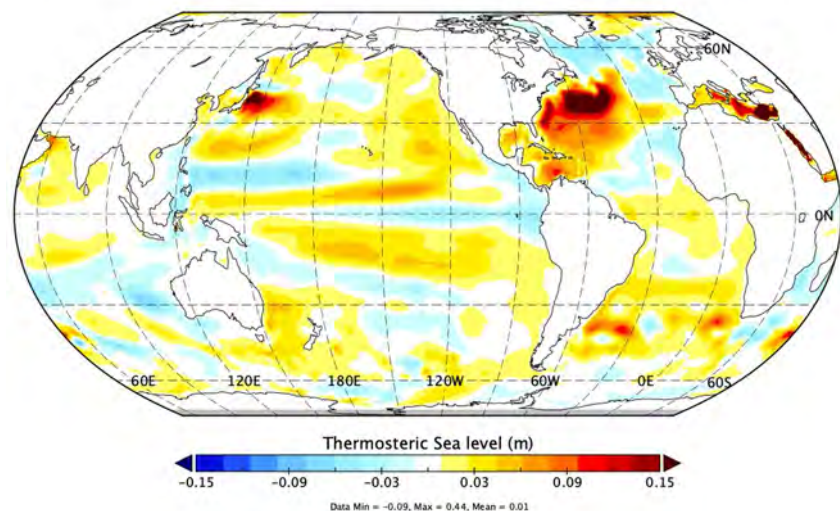 60N
0N
60E 120E 180E 120W 60W 0E 60S
Thermosteric Sea level (m)
−0.15 −0.09 −0.03 0.03 0.09 0.15
Data Min = −0.09, Max = 0.44, Mean = 0.01